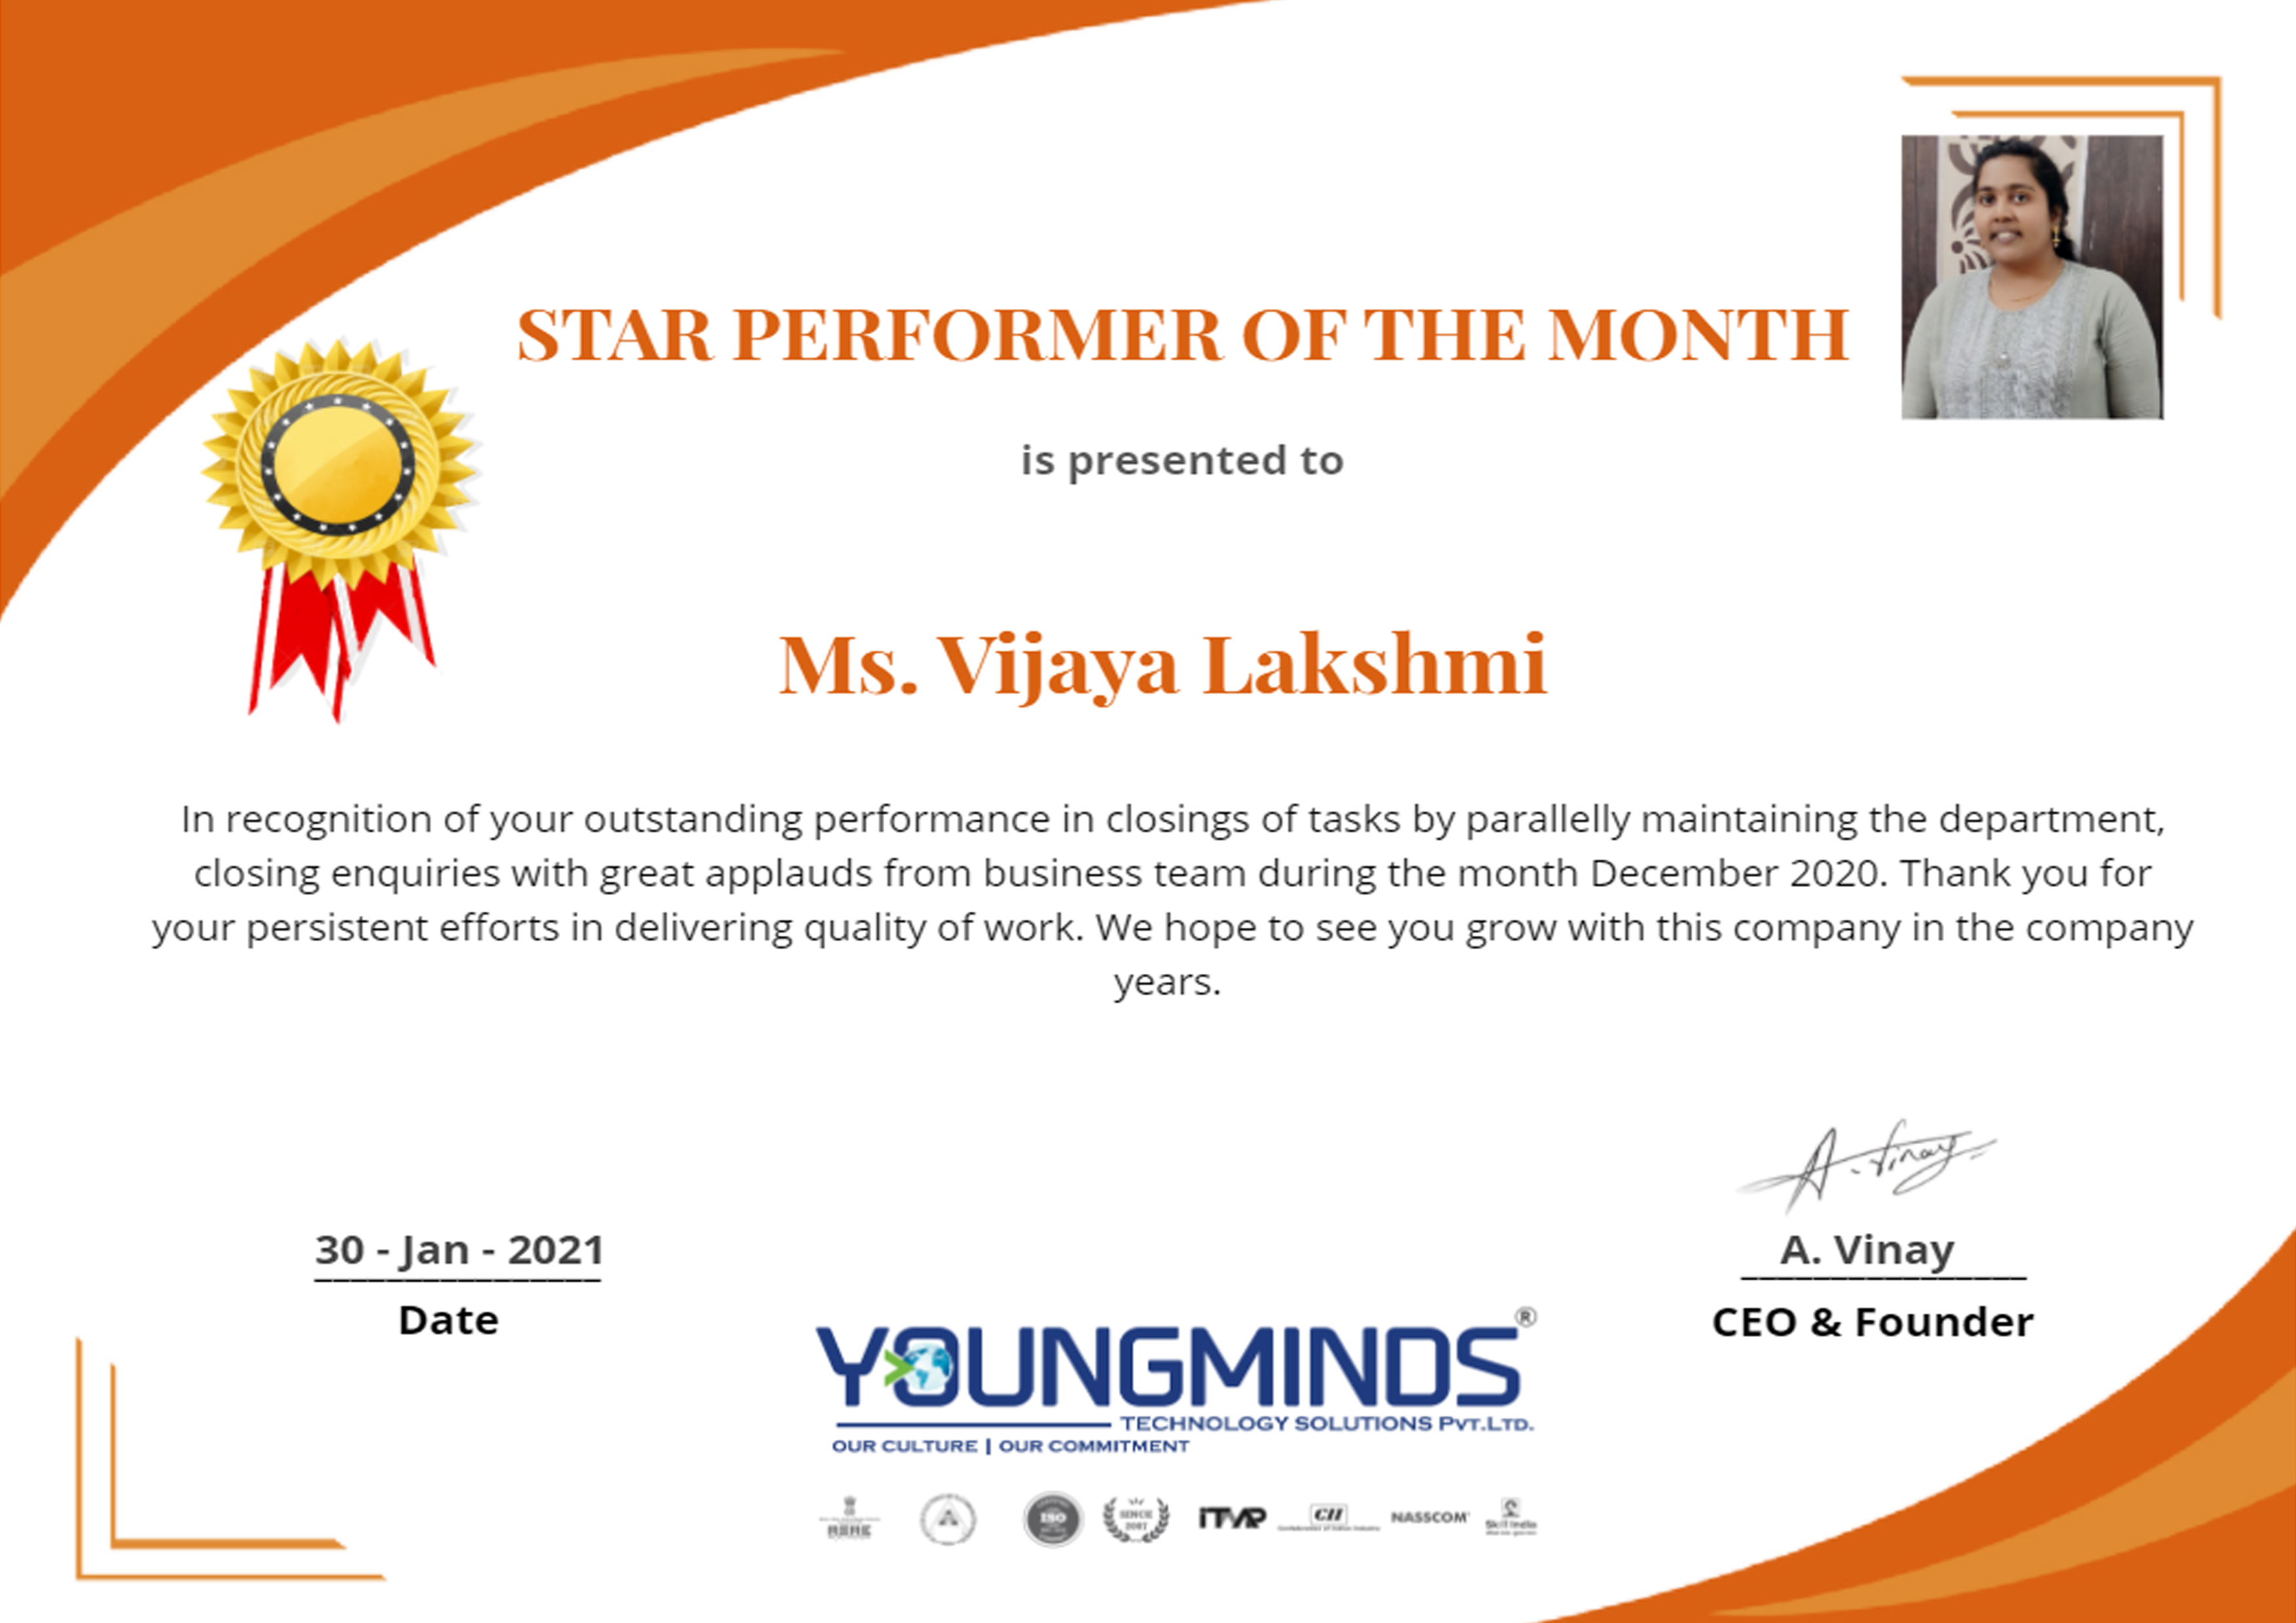 STAR PERFORMER OF THE MONTH
is presented to
Ms. Vijaya Lakshmi
In recognition of your outstanding performance in closings of tasks by parallelly maintaining the department,
closing enquiries with great applauds from business team during the month December 2020. Thank you for
your persistent efforts in delivering quality of work. We hope to see you grow with this company in the company
years.
A. Vinay
30 - Jan - 2021
A. Vinay
Date
CEO & Founder
YOUNGMINDS®
TECHNOLOGY SOLUTIONS PVT.LTD.
OUR CULTURE | OUR COMMITMENT
ISO
SINCE
ITAAP
CII
NASSCOM
Skill India